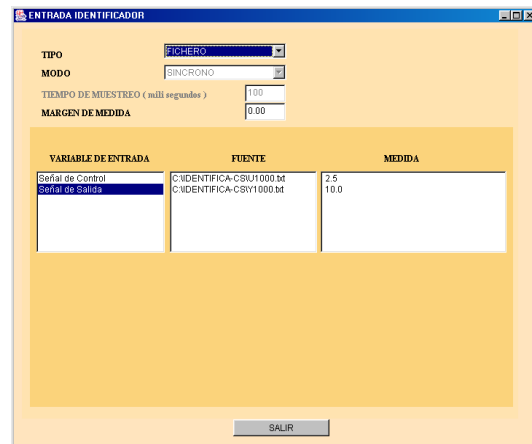 ENTRADA IDENTIFICADOR
TIPO FICHERO
MODO SINCRONO
TIEMPO DE MUESTREO ( mili segundos ) 100
MARGEN DE MEDIDA 0.00
VARIABLE DE ENTRADA FUENTE MEDIDA
Señal de Control C:\IDENTIFICA-CS\U1000.txt 2.5
Señal de Salida C:\IDENTIFICA-CS\Y1000.txt 10.0
SALIR